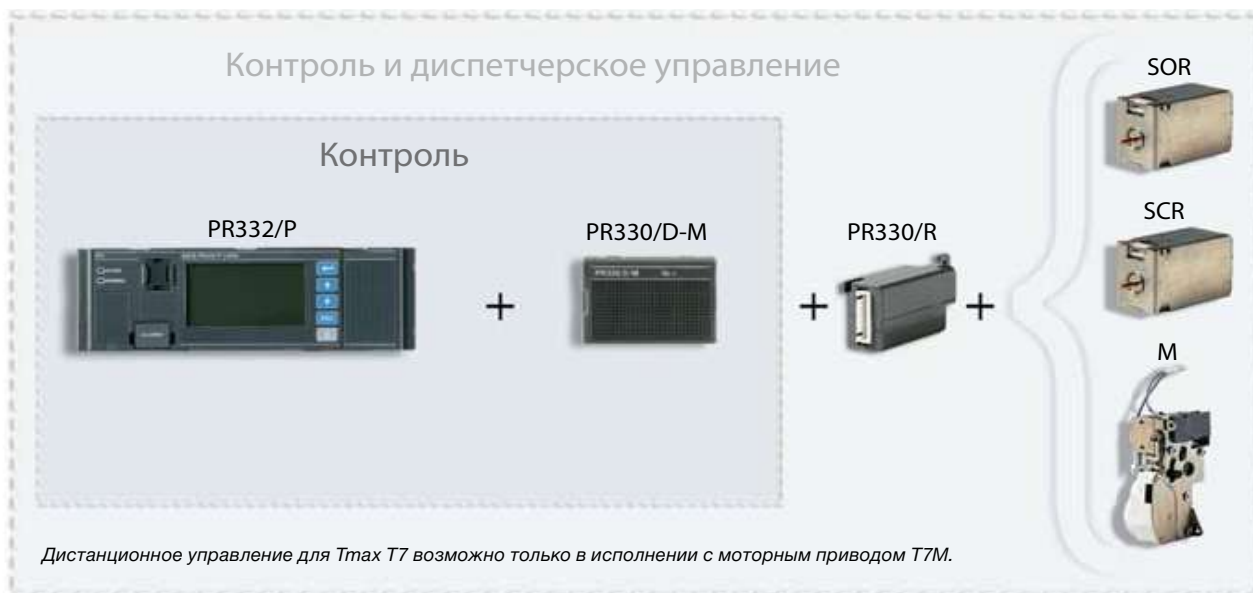 Контроль и диспетчерское управление
SOR
Контроль
SCR
PR332/P
PR330/D-M
PR330/R
PR330/D-M
M
Дистанционное управление для Tmax T7 возможно только в исполнении с моторным приводом T7M.